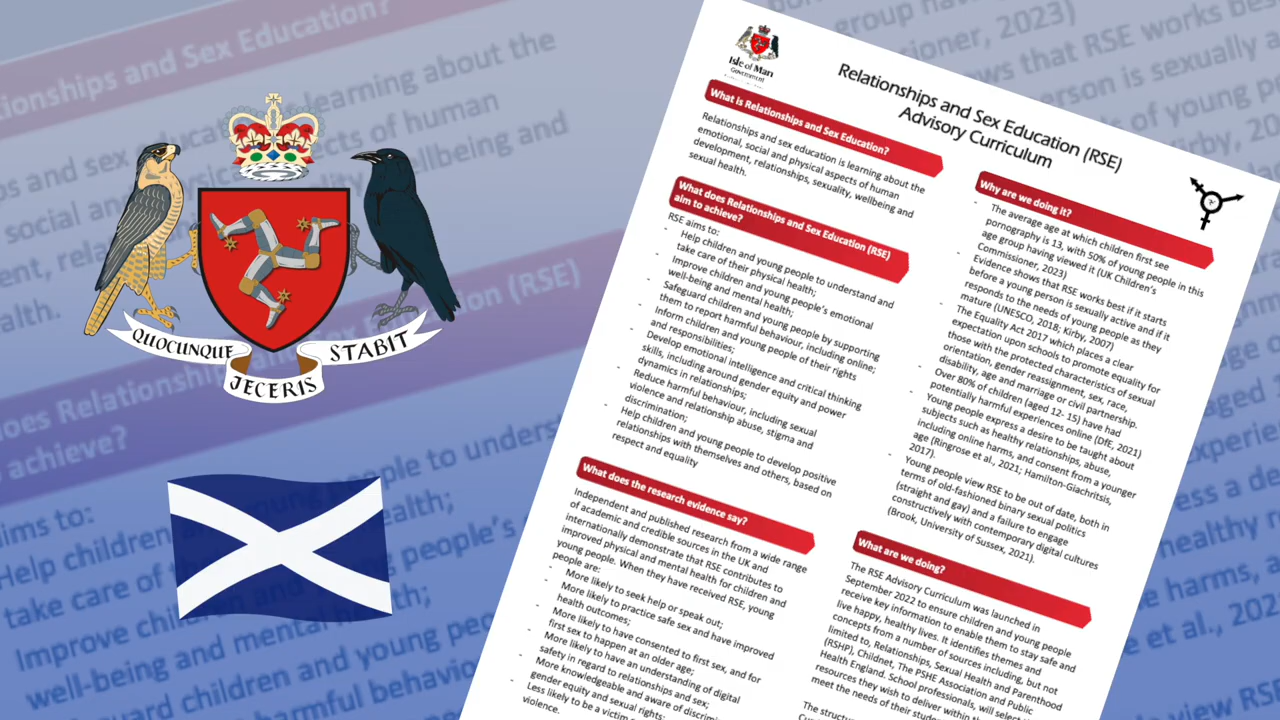 QUOCUNQUE
JECERIS
STABIT
Isle of Man
Government
Relationships and Sex Education (RSE)
Advisory Curriculum
What is Relationships and Sex Education?
Relationships and sex education is learning about the
emotional, social and physical aspects of human
development, relationships, sexuality, wellbeing and
sexual health.
What does Relationships and Sex Education (RSE)
aim to achieve?
RSE aims to:
- Help children and young people to understand and
take care of their physical health;
- Improve children and young people's emotional
well-being and mental health;
- Safeguard children and young people by supporting
them to report harmful behaviour, including online;
- Inform children and young people of their rights
and responsibilities;
- Develop emotional intelligence and critical thinking
skills, including around gender equity and power
dynamics in relationships;
- Reduce harmful behaviour, including sexual
violence and relationship abuse, stigma and
discrimination;
- Help children and young people to develop positive
relationships with themselves and others, based on
respect and equality
What does the research evidence say?
Independent and published research from a wide range
of academic and credible sources in the UK and
internationally demonstrate that RSE contributes to
improved physical and mental health for children and
young people. When they have received RSE, young
people are:
- More likely to seek help or speak out;
- More likely to practice safe sex and have improved
health outcomes;
- More likely to have consented to first sex, and for
first sex to happen at an older age;
- More likely to have an understanding of digital
safety in regard to relationships and sex;
- More knowledgeable and aware of discrimi
gender equity and sexual rights;
- Less likely to be a victim o
violence.
Why are we doing it?
- The average age at which children first see
pornography is 13, with 50% of young people in this
age group having viewed it (UK Children's
Commissioner, 2023)
- Evidence shows that RSE works best if it starts
before a young person is sexually active and if it
responds to the needs of young people as they
mature (UNESCO, 2018; Kirby, 2007)
- The Equality Act 2017 which places a clear
expectation upon schools to promote equality for
those with the protected characteristics of sexual
orientation, gender reassignment, sex, race,
disability, age and marriage or civil partnership.
- Over 80% of children (aged 12- 15) have had
potentially harmful experiences online (DfE, 2021)
- Young people express a desire to be taught about
subjects such as healthy relationships, abuse,
including online harms, and consent from a younger
age (Ringrose et al., 2021; Hamilton-Giachritsis,
2017).
- Young people view RSE to be out of date, both in
terms of old-fashioned binary sexual politics
(straight and gay) and a failure to engage
constructively with contemporary digital cultures
(Brook, University of Sussex, 2021).
What are we doing?
The RSE Advisory Curriculum was launched in
September 2022 to ensure children and young people
receive key information to enable them to stay safe and
live happy, healthy lives. It identifies themes and
concepts from a number of sources including, but not
limited to, Relationships, Sexual Health and Parenthood
(RSHP), Childnet, The PSHE Association and Public
Health England. School professionals, will select the
resources they wish to deliver within the
meet the needs of their stude
The structu